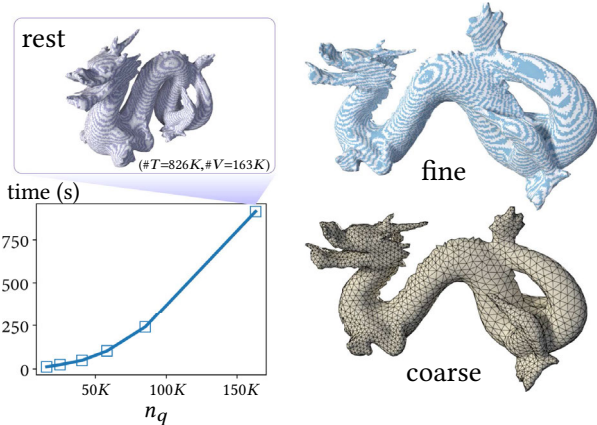 rest
(#T=826K,#V=163K)
fine
time (s)
750
500
250
0
50K
100K
150K
n_q
coarse